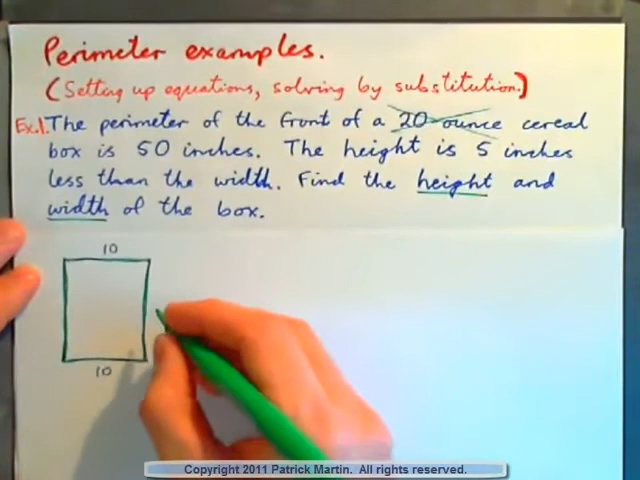 Perimeter examples.
(Setting up equations, solving by substitution.)
Ex.1. The perimeter of the front of a 20 ounce cereal
box is 50 inches. The height is 5 inches
less than the width. Find the height and
width of the box.
10
10
Copyright 2011 Patrick Martin. All rights reserved.